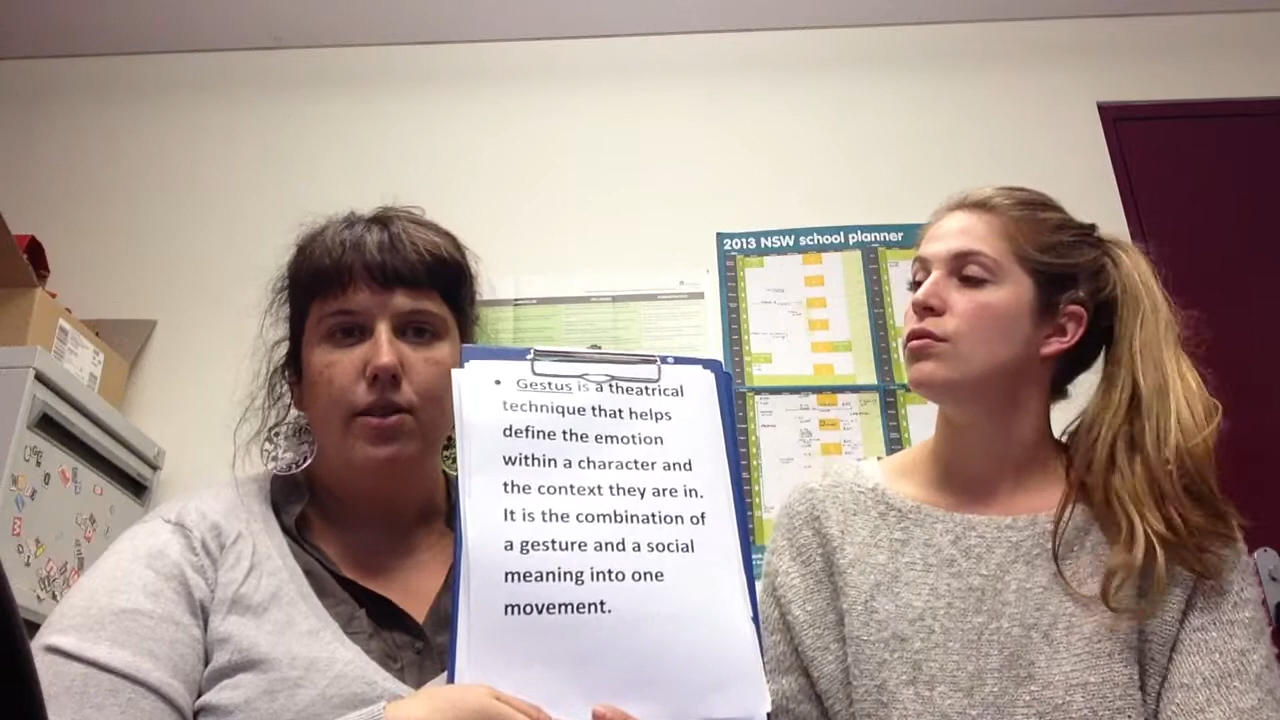 2013 NSW school planner
• Gestus is a theatrical
technique that helps
define the emotion
within a character and
the context they are in.
It is the combination of
a gesture and a social
meaning into one
movement.